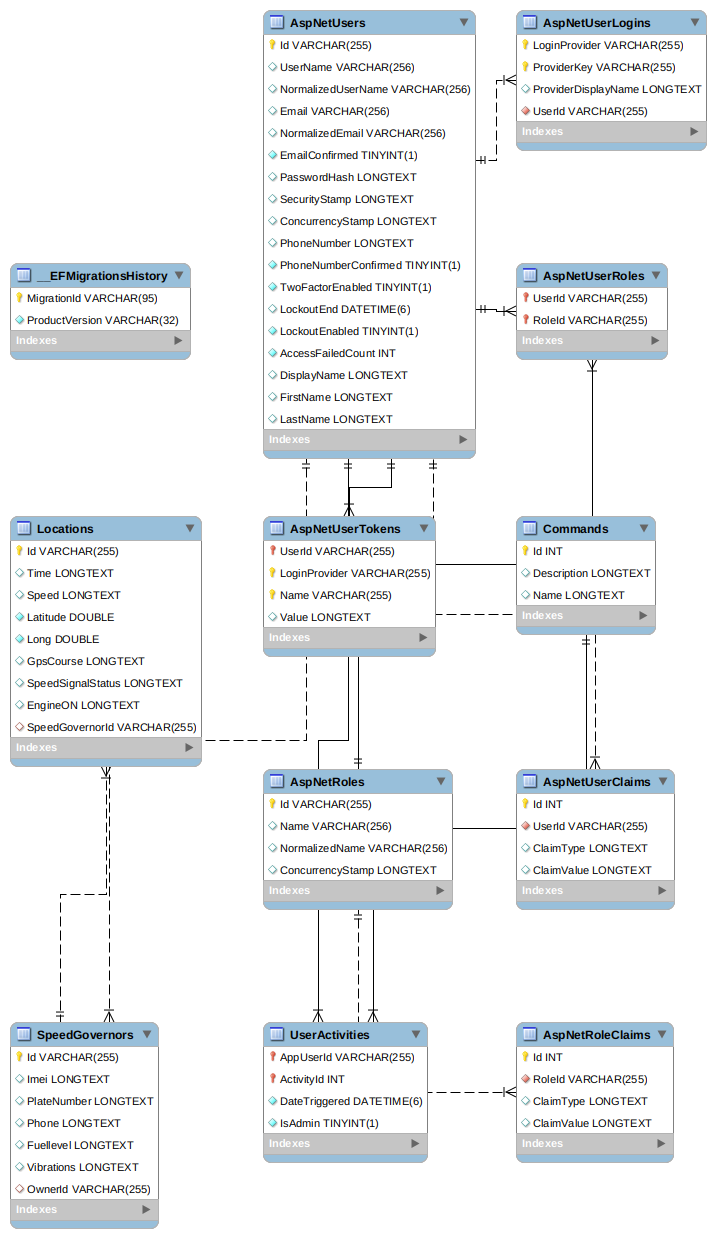 AspNetUsers
Id VARCHAR(255)
UserName VARCHAR(256)
NormalizedUserName VARCHAR(256)
Email VARCHAR(256)
NormalizedEmail VARCHAR(256)
EmailConfirmed TINYINT(1)
PasswordHash LONGTEXT
SecurityStamp LONGTEXT
ConcurrencyStamp LONGTEXT
PhoneNumber LONGTEXT
PhoneNumberConfirmed TINYINT(1)
TwoFactorEnabled TINYINT(1)
LockoutEnd DATETIME(6)
LockoutEnabled TINYINT(1)
AccessFailedCount INT
DisplayName LONGTEXT
FirstName LONGTEXT
LastName LONGTEXT
Indexes
AspNetUserLogins
LoginProvider VARCHAR(255)
ProviderKey VARCHAR(255)
ProviderDisplayName LONGTEXT
UserId VARCHAR(255)
Indexes
__EFMigrationsHistory
MigrationId VARCHAR(95)
ProductVersion VARCHAR(32)
Indexes
AspNetUserRoles
UserId VARCHAR(255)
RoleId VARCHAR(255)
Indexes
Locations
Id VARCHAR(255)
Time LONGTEXT
Speed LONGTEXT
Latitude DOUBLE
Long DOUBLE
GpsCourse LONGTEXT
SpeedSignalStatus LONGTEXT
EngineON LONGTEXT
SpeedGovernorId VARCHAR(255)
Indexes
AspNetUserTokens
UserId VARCHAR(255)
LoginProvider VARCHAR(255)
Name VARCHAR(255)
Value LONGTEXT
Indexes
Commands
Id INT
Description LONGTEXT
Name LONGTEXT
Indexes
AspNetRoles
Id VARCHAR(255)
Name VARCHAR(256)
NormalizedName VARCHAR(256)
ConcurrencyStamp LONGTEXT
Indexes
AspNetUserClaims
Id INT
UserId VARCHAR(255)
ClaimType LONGTEXT
ClaimValue LONGTEXT
Indexes
SpeedGovernors
Id VARCHAR(255)
Imei LONGTEXT
PlateNumber LONGTEXT
Phone LONGTEXT
Fuellevel LONGTEXT
Vibrations LONGTEXT
OwnerId VARCHAR(255)
Indexes
UserActivities
AppUserId VARCHAR(255)
ActivityId INT
DateTriggered DATETIME(6)
IsAdmin TINYINT(1)
Indexes
AspNetRoleClaims
Id INT
RoleId VARCHAR(255)
ClaimType LONGTEXT
ClaimValue LONGTEXT
Indexes